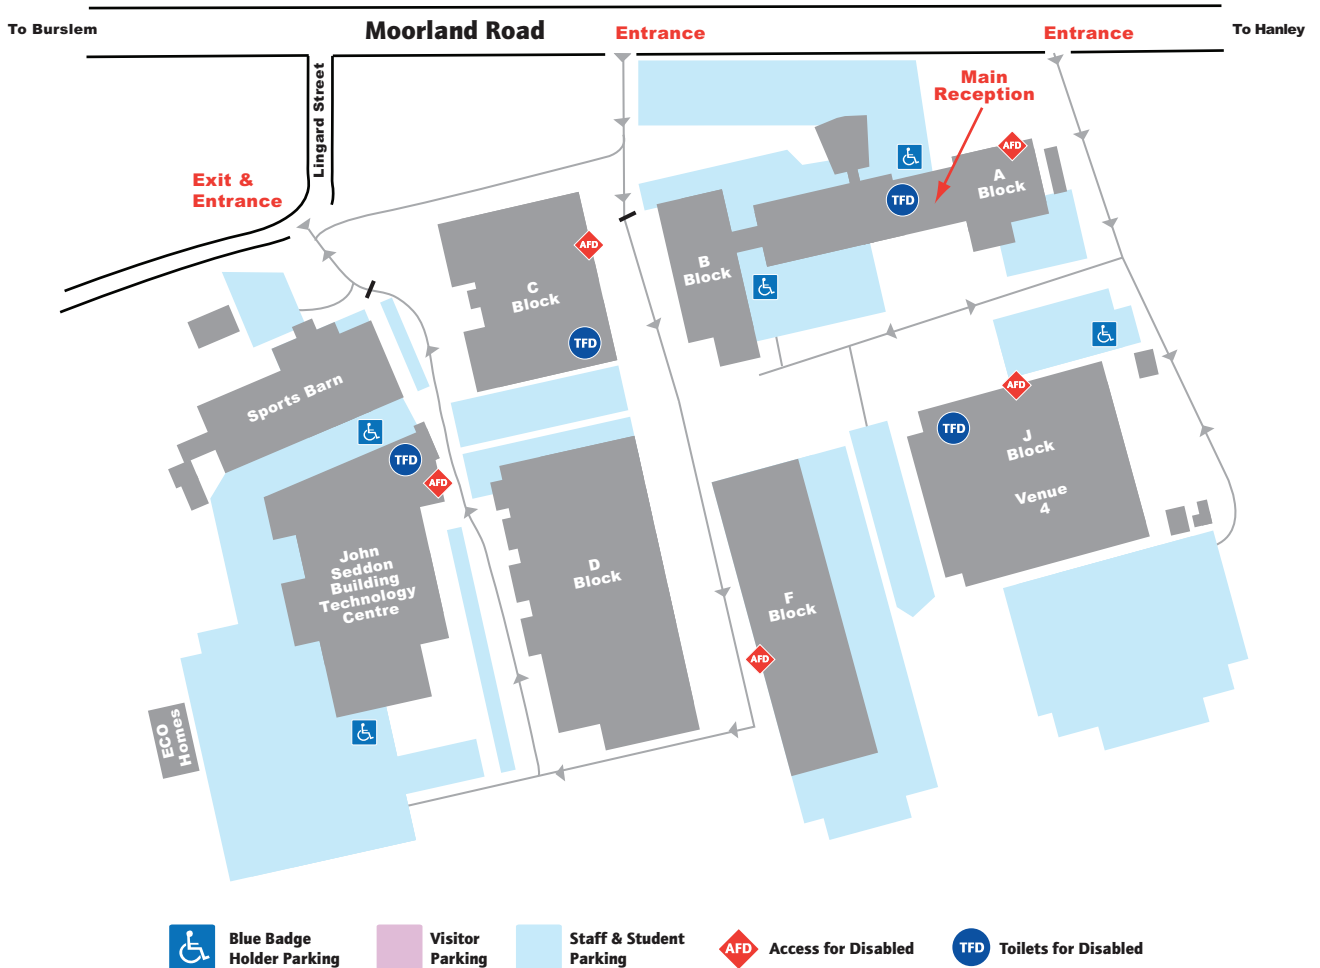 To Burslem
Moorland Road
Entrance
Entrance
To Hanley
Lingard Street
Main
Reception
Exit &
Entrance
AFD
A
Block
TFD
B
Block
AFD
C
Block
TFD
Sports Barn
TFD
AFD
John
Seddon
Building
Technology
Centre
D
Block
F
Block
AFD
AFD
TFD
J
Block
Venue
4
ECO
Homes
Blue Badge
Holder Parking
Visitor
Parking
Staff & Student
Parking
AFD
Access for Disabled
TFD
Toilets for Disabled